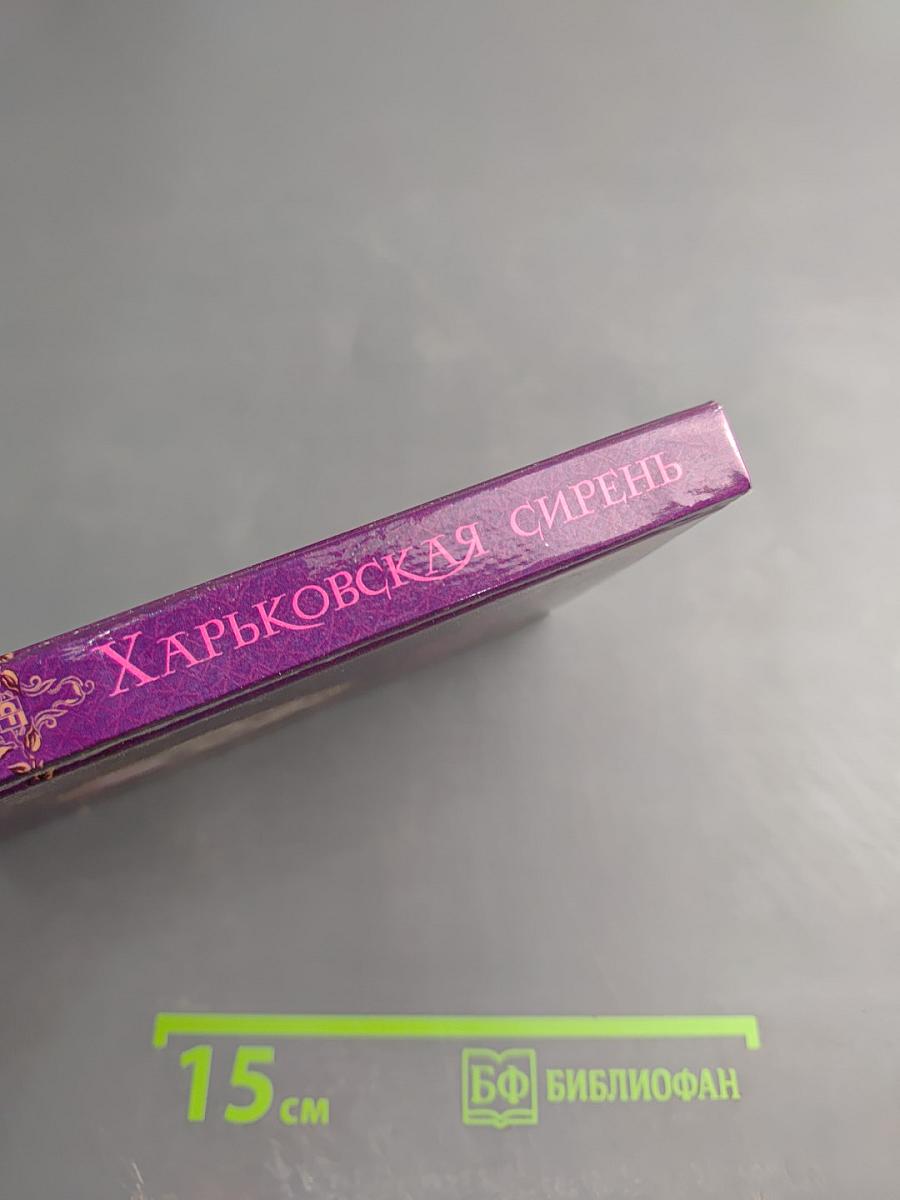 Харьковская сирень
15 см
БФ БИБЛИОФАН